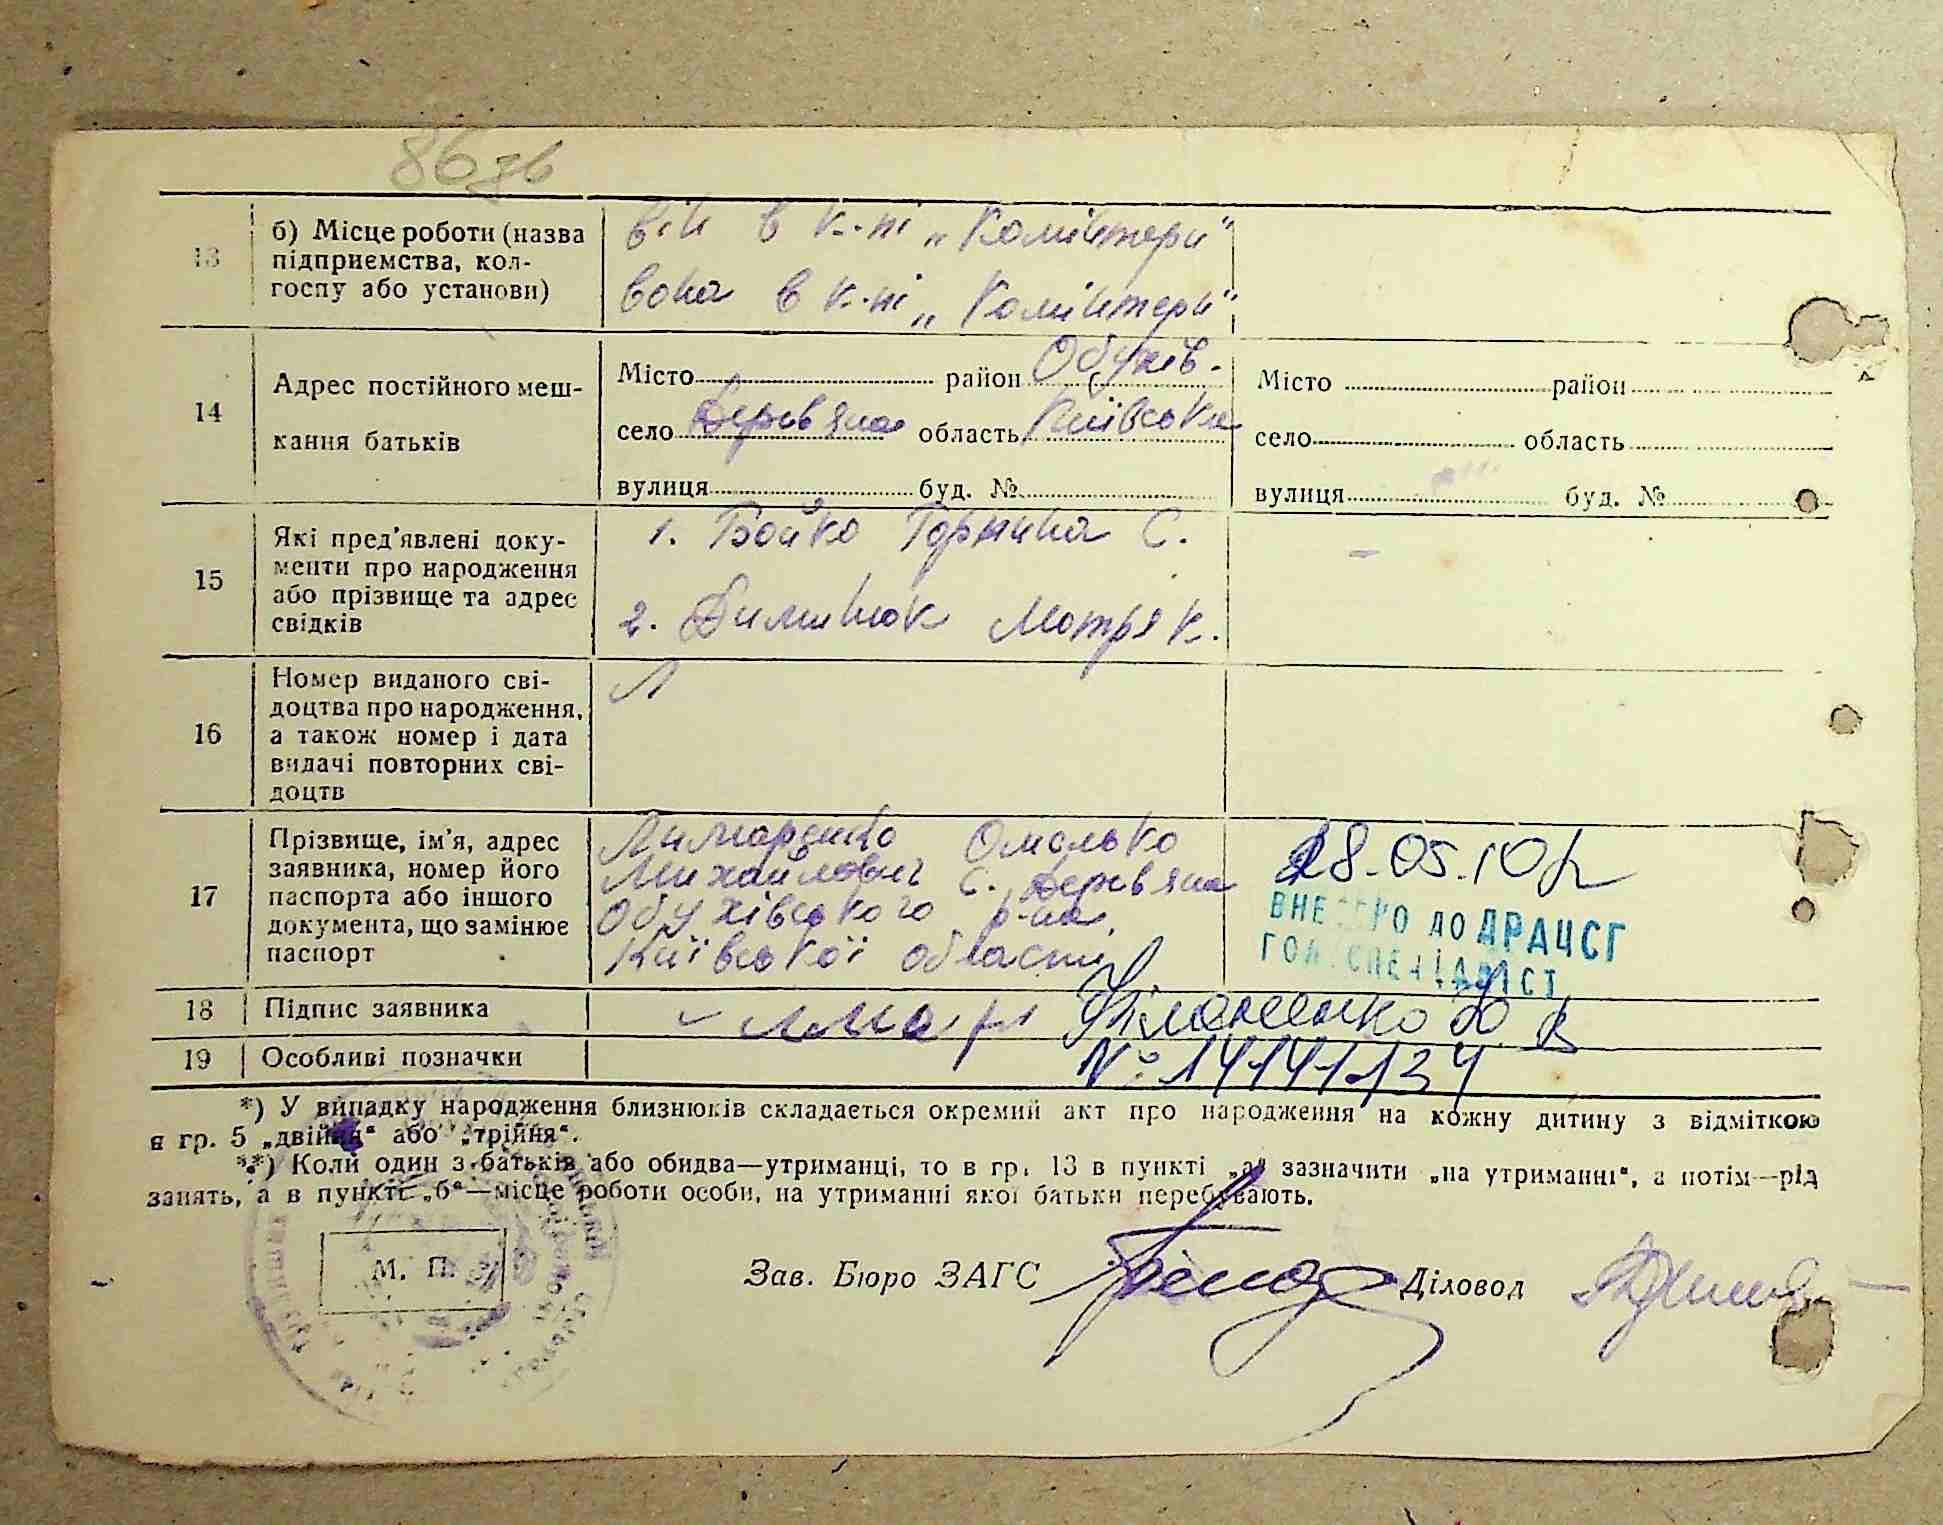 86зв
13
б) Місце роботи (назва
підприємства, кол-
госпу або установи)
він в к-пі „Комінтерн"
вона в к-пі „Комінтерн"
14
Адрес постійного меш-
кання батьків
Місто район Обухів.
село Дерев'яна область Київська
вулиця буд. №
Місто район
село область
вулиця буд. №
15
Які пред'явлені доку-
менти про народження
або прізвище та адрес
свідків
1. Бойко Горпина С.
2. Мотря К.
16
Номер виданого сві-
доцтва про народження,
а також номер і дата
видачі повторних сві-
доцтв
17
Прізвище, ім'я, адрес
заявника, номер його
паспорта або іншого
документа, що замінює
паспорт
Лимаренко Омелько
Михайлович с. Дерев'яна
Обухівського р-на,
Київської області
28.05.10р
ВНЕСЕНО ДО ДРАЦСГ
ГОЛ. СПЕЦІАЛІСТ
18
Підпис заявника
Лимар
Філоненко
19
Особливі позначки
№ 14141134
*) У випадку народження близнюків складається окремий акт про народження на кожну дитину з відміткою
в гр. 5 „двійня“ або „трійня“.
**) Коли один з батьків або обидва—утриманці, то в гр. 13 в пункті „а“ зазначити „на утриманні“, а потім—рід
занять, а в пункті „б“—місце роботи особи, на утриманні якої батьки перебувають.
М. П.
Зав. Бюро ЗАГС
Діловод